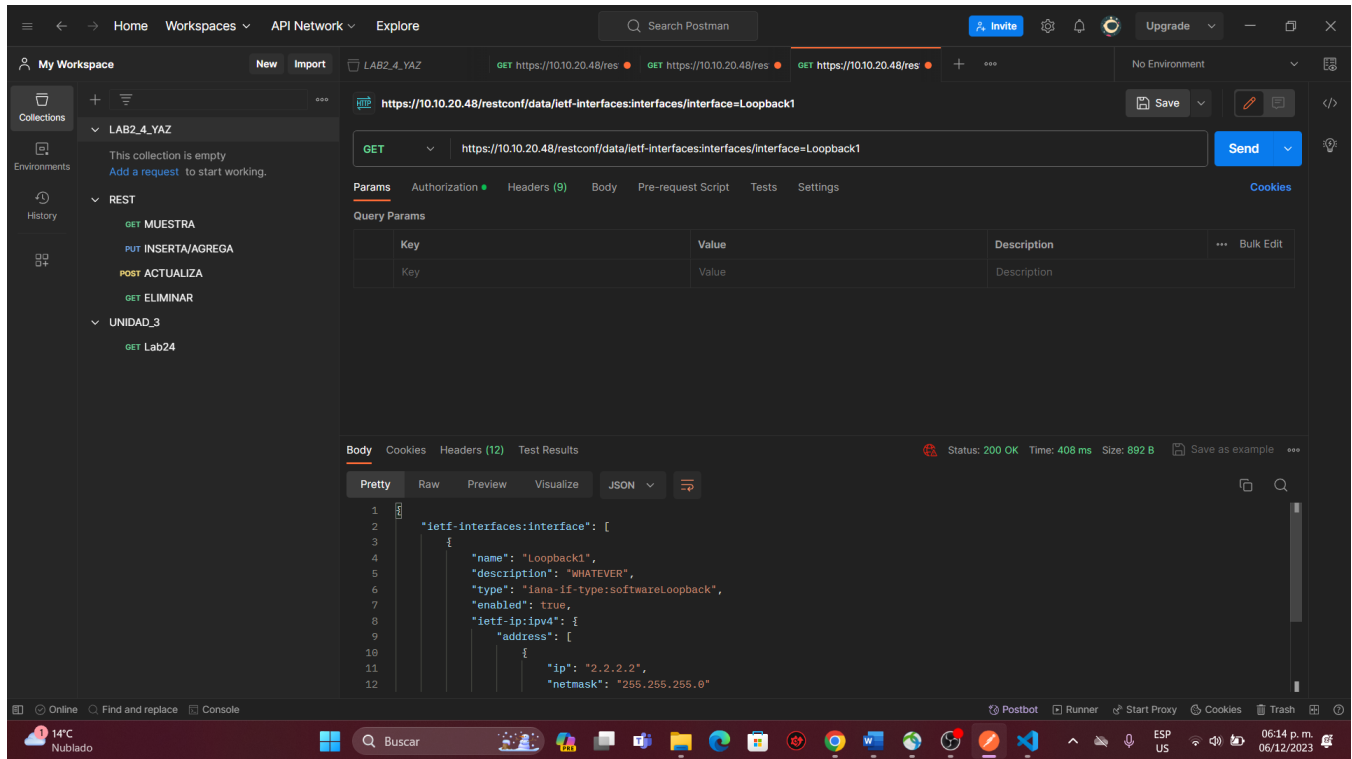 Home Workspaces API Network Explore Search Postman Invite Upgrade
My Workspace New Import LAB2_4_YAZ GET https://10.10.20.48/res GET https://10.10.20.48/res GET https://10.10.20.48/res No Environment
Collections
Environments
History
LAB2_4_YAZ
This collection is empty
Add a request to start working.
REST
GET MUESTRA
PUT INSERTA/AGREGA
POST ACTUALIZA
GET ELIMINAR
UNIDAD_3
GET Lab24
HTTP https://10.10.20.48/restconf/data/ietf-interfaces:interfaces/interface=Loopback1 Save
GET https://10.10.20.48/restconf/data/ietf-interfaces:interfaces/interface=Loopback1 Send
Params Authorization Headers (9) Body Pre-request Script Tests Settings Cookies
Query Params
Key Value Description Bulk Edit
Key Value Description
Body Cookies Headers (12) Test Results Status: 200 OK Time: 408 ms Size: 892 B Save as example
Pretty Raw Preview Visualize JSON
1 {
2 "ietf-interfaces:interface": [
3 {
4 "name": "Loopback1",
5 "description": "WHATEVER",
6 "type": "iana-if-type:softwareLoopback",
7 "enabled": true,
8 "ietf-ip:ipv4": {
9 "address": [
10 {
11 "ip": "2.2.2.2",
12 "netmask": "255.255.255.0"
Online Find and replace Console Postbot Runner Start Proxy Cookies Trash
1 14°C
Nublado
Buscar
PRE
ESP
US
06:14 p. m.
06/12/2023